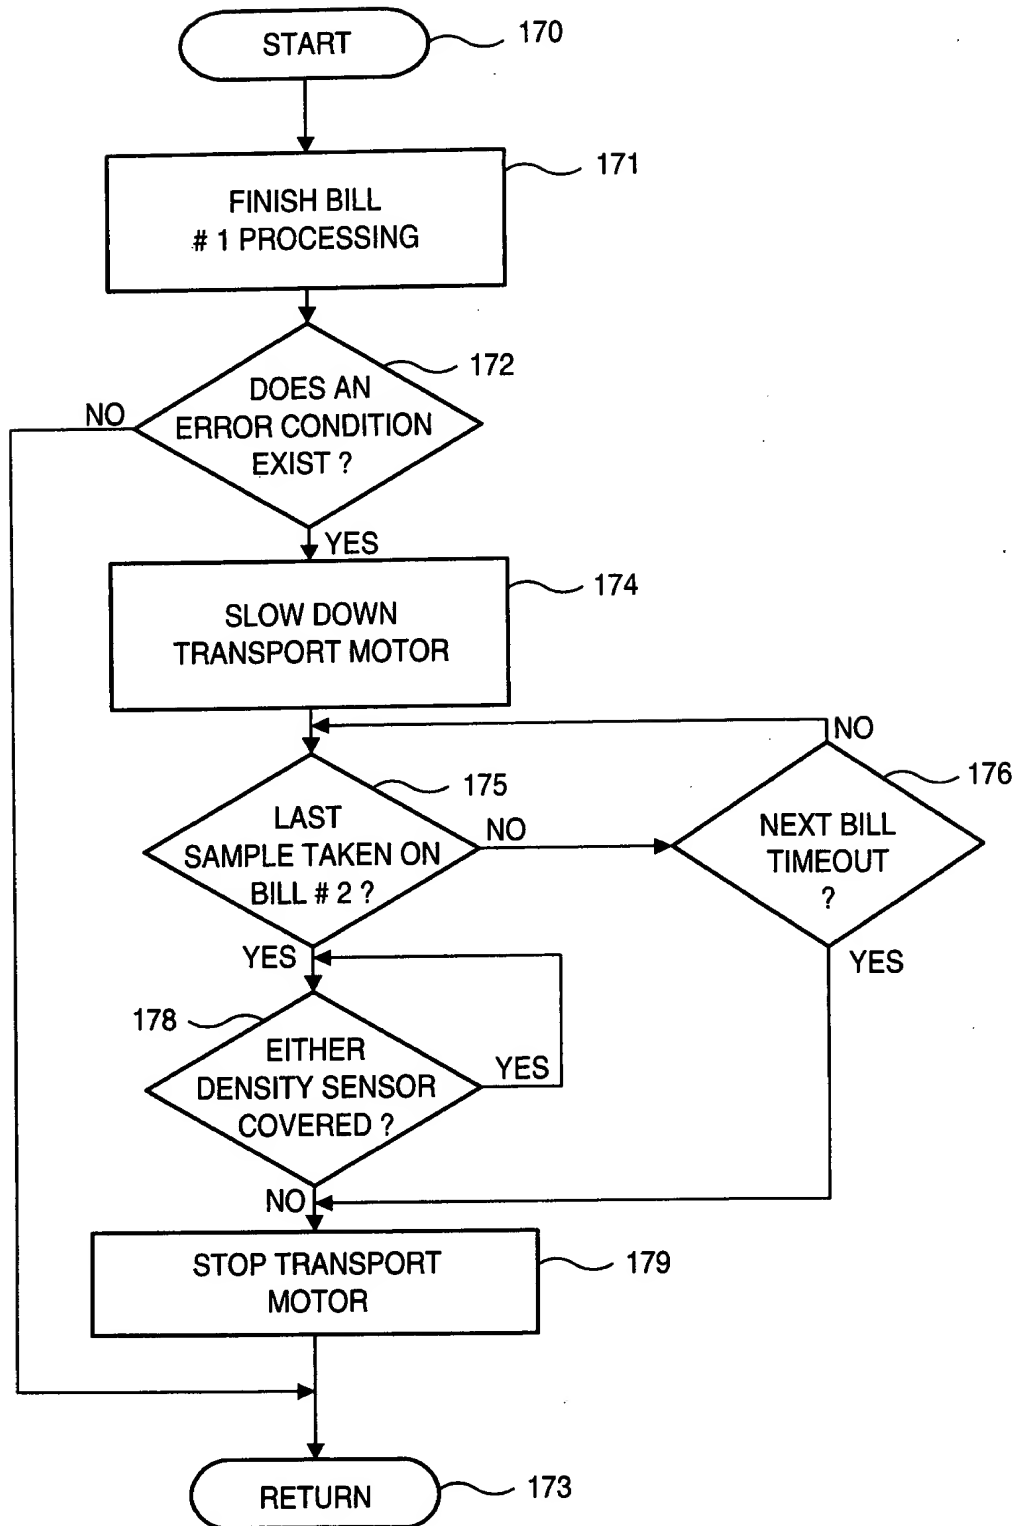 START
170
FINISH BILL
# 1 PROCESSING
171
DOES AN
ERROR CONDITION
EXIST ?
172
NO
YES
SLOW DOWN
TRANSPORT MOTOR
174
LAST
SAMPLE TAKEN ON
BILL # 2 ?
175
NO
NEXT BILL
TIMEOUT
?
176
NO
YES
YES
EITHER
DENSITY SENSOR
COVERED ?
178
YES
NO
STOP TRANSPORT
MOTOR
179
RETURN
173